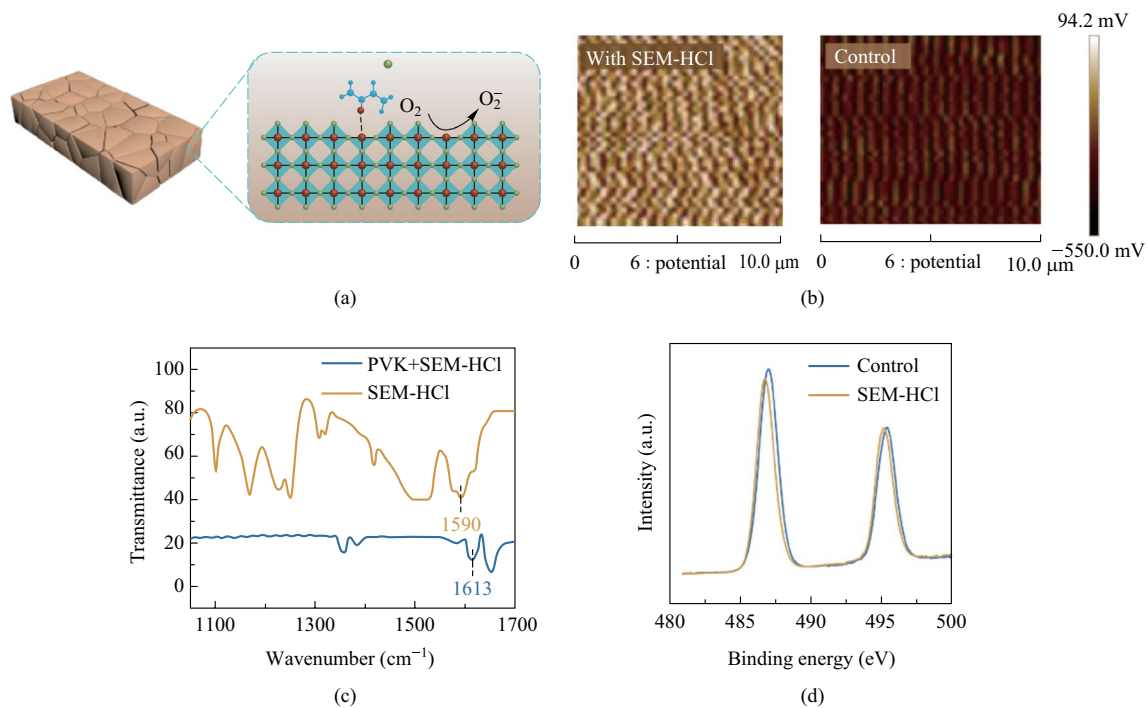 O₂ O₂⁻
(a)
With SEM-HCl
Control
94.2 mV
−550.0 mV
0 6 : potential 10.0 μm
0 6 : potential 10.0 μm
(b)
PVK+SEM-HCl
SEM-HCl
100
80
60
40
20
0
1590
1613
1100 1300 1500 1700
Transmittance (a.u.)
Wavenumber (cm⁻¹)
(c)
Control
SEM-HCl
Intensity (a.u.)
480 485 490 495 500
Binding energy (eV)
(d)